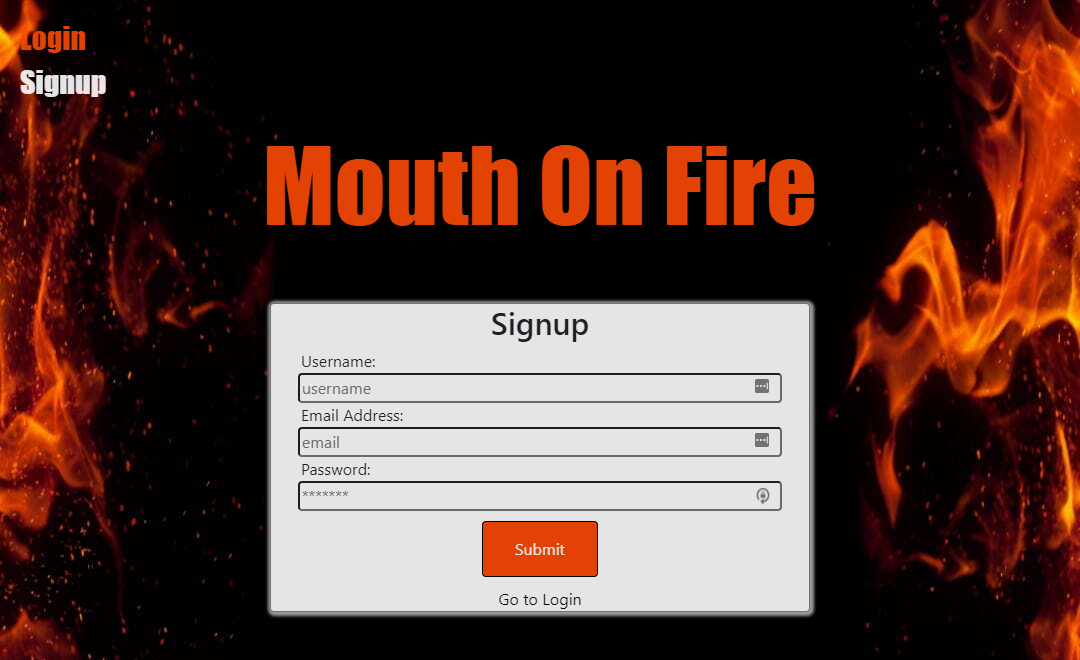 Login
Signup
Mouth On Fire
Signup
Username:
username
Email Address:
email
Password:
*******
Submit
Go to Login